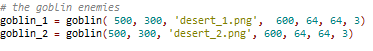 # the goblin enemies
goblin_1 = goblin( 500, 300, 'desert_1.png',  600, 64, 64, 3)
goblin_2 = goblin(500, 300, 'desert_2.png', 600, 64, 64, 3)